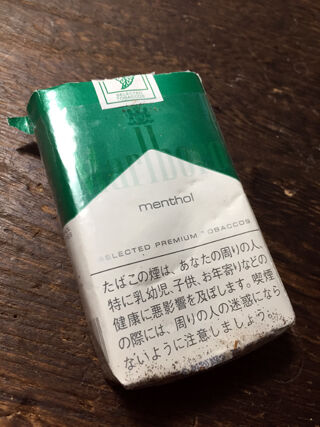 menthol
SELECTED PREMIUM TOBACCOS
たばこの煙は、あなたの周りの人、
特に乳幼児、子供、お年寄りなどの
健康に悪影響を及ぼします。喫煙
の際には、周りの人の迷惑になら
ないように注意しましょう。